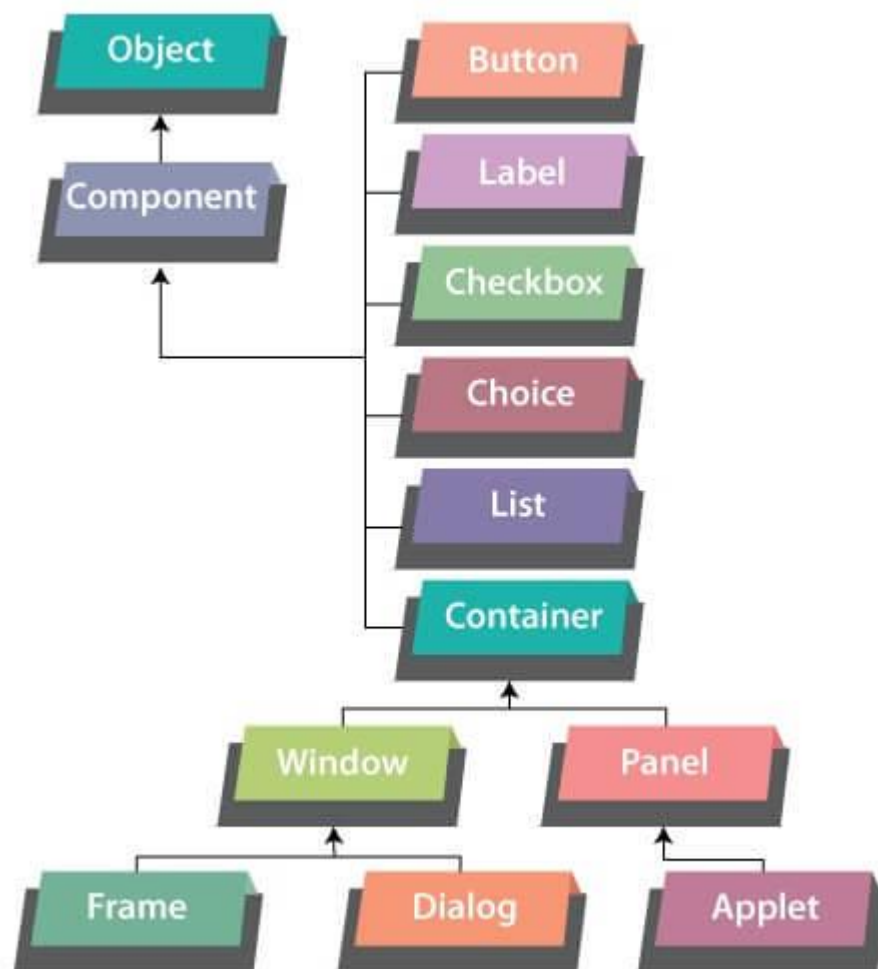 Object
Button
Component
Label
Checkbox
Choice
List
Container
Window
Panel
Frame
Dialog
Applet